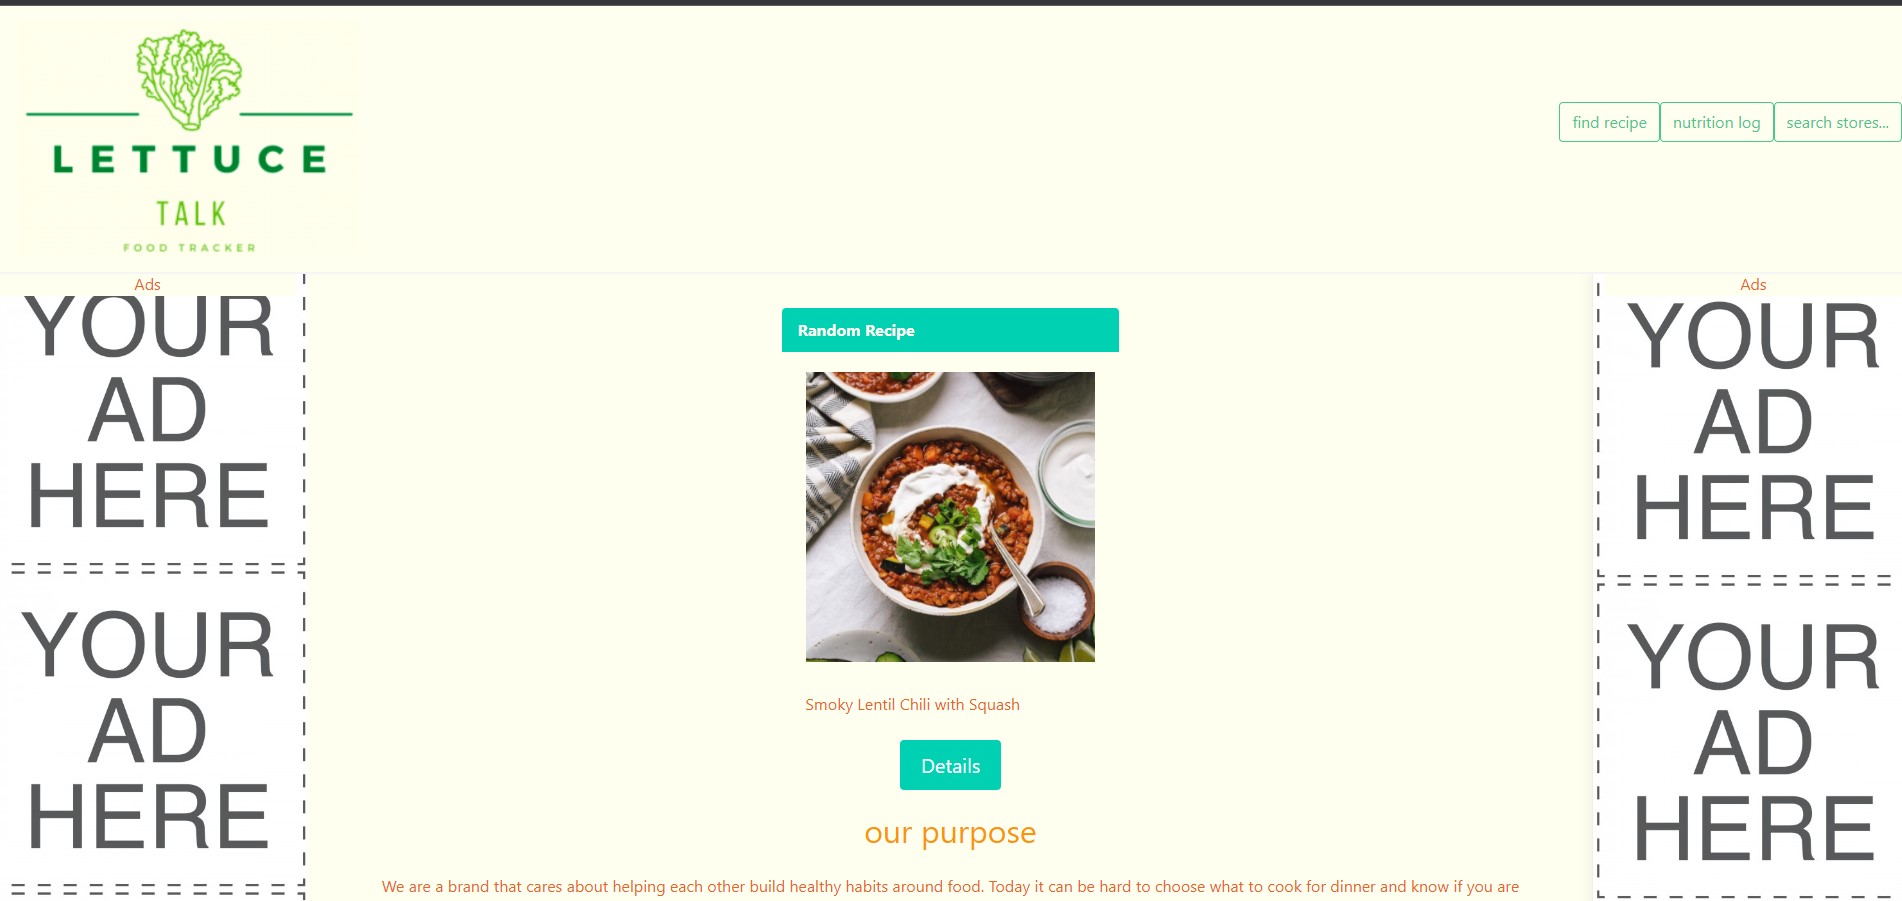 LETTUCE
TALK
FOOD TRACKER
find recipe
nutrition log
search stores...
Ads
YOUR
AD
HERE
YOUR
AD
HERE
Random Recipe
Smoky Lentil Chili with Squash
Details
our purpose
We are a brand that cares about helping each other build healthy habits around food. Today it can be hard to choose what to cook for dinner and know if you are
Ads
YOUR
AD
HERE
YOUR
AD
HERE